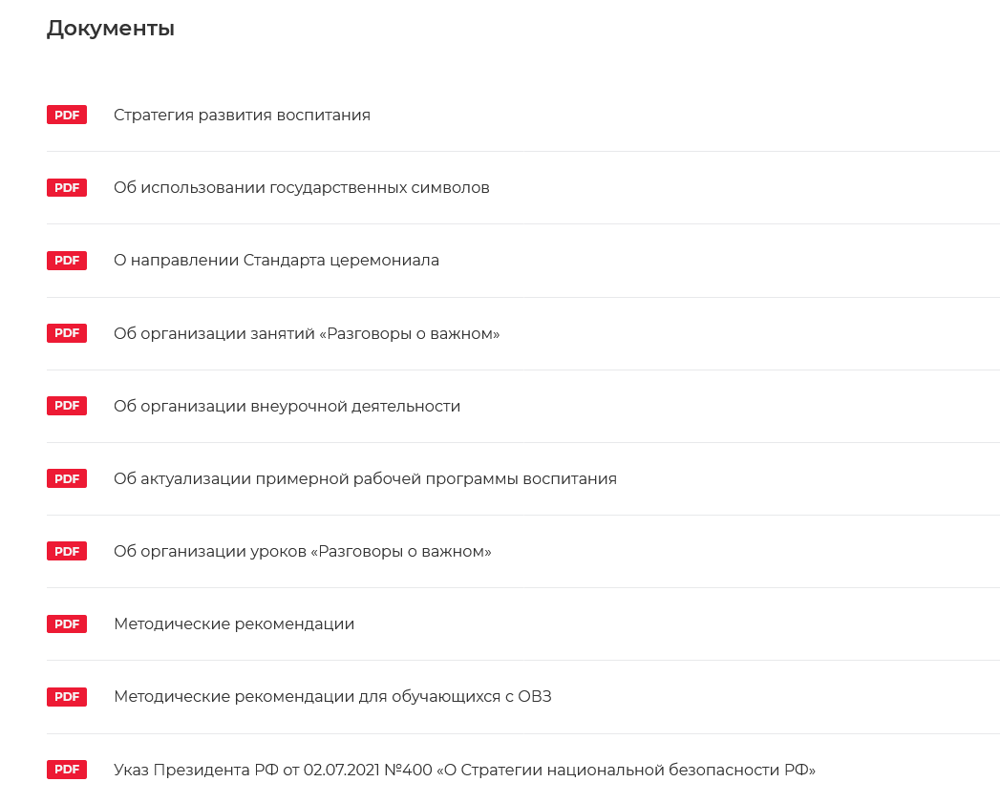 Документы
PDF Стратегия развития воспитания
PDF Об использовании государственных символов
PDF О направлении Стандарта церемониала
PDF Об организации занятий «Разговоры о важном»
PDF Об организации внеурочной деятельности
PDF Об актуализации примерной рабочей программы воспитания
PDF Об организации уроков «Разговоры о важном»
PDF Методические рекомендации
PDF Методические рекомендации для обучающихся с ОВЗ
PDF Указ Президента РФ от 02.07.2021 №400 «О Стратегии национальной безопасности РФ»